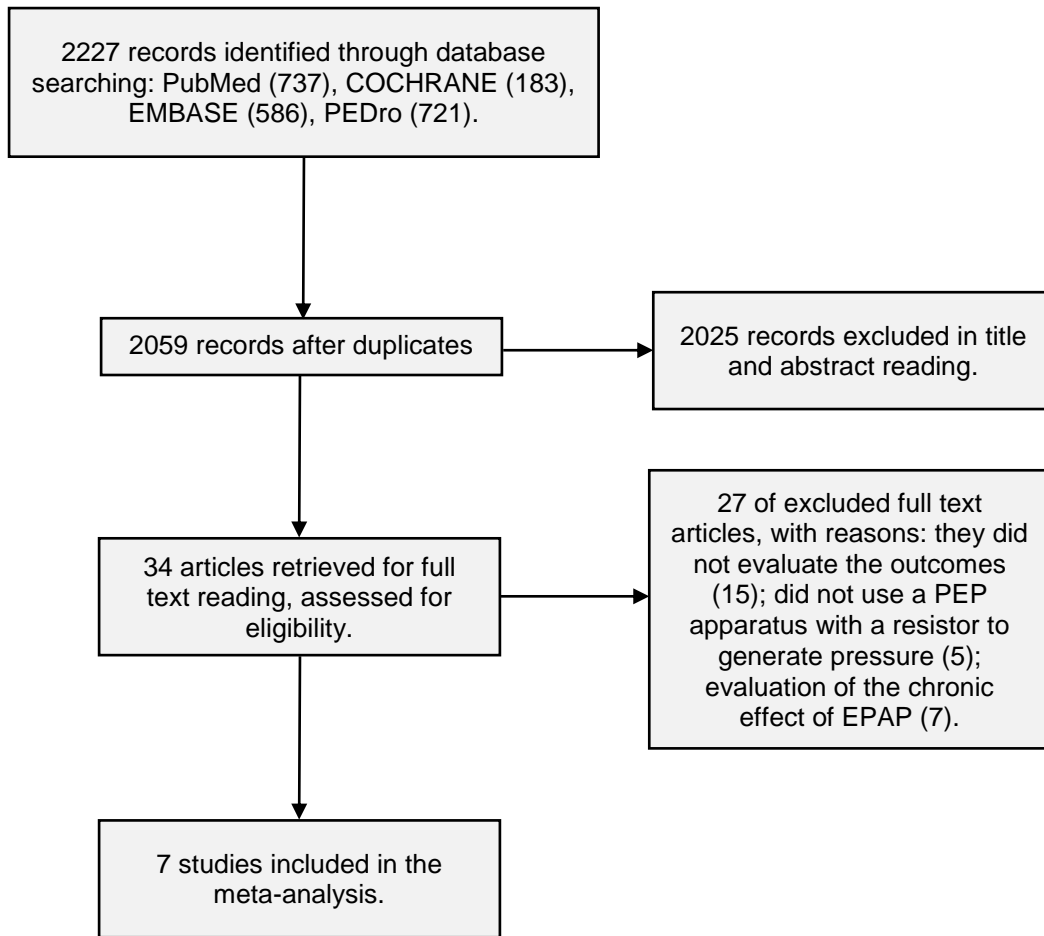 2227 records identified through database
searching: PubMed (737), COCHRANE (183),
EMBASE (586), PEDro (721).
2059 records after duplicates
2025 records excluded in title
and abstract reading.
34 articles retrieved for full
text reading, assessed for
eligibility.
27 of excluded full text
articles, with reasons: they did
not evaluate the outcomes
(15); did not use a PEP
apparatus with a resistor to
generate pressure (5);
evaluation of the chronic
effect of EPAP (7).
7 studies included in the
meta-analysis.